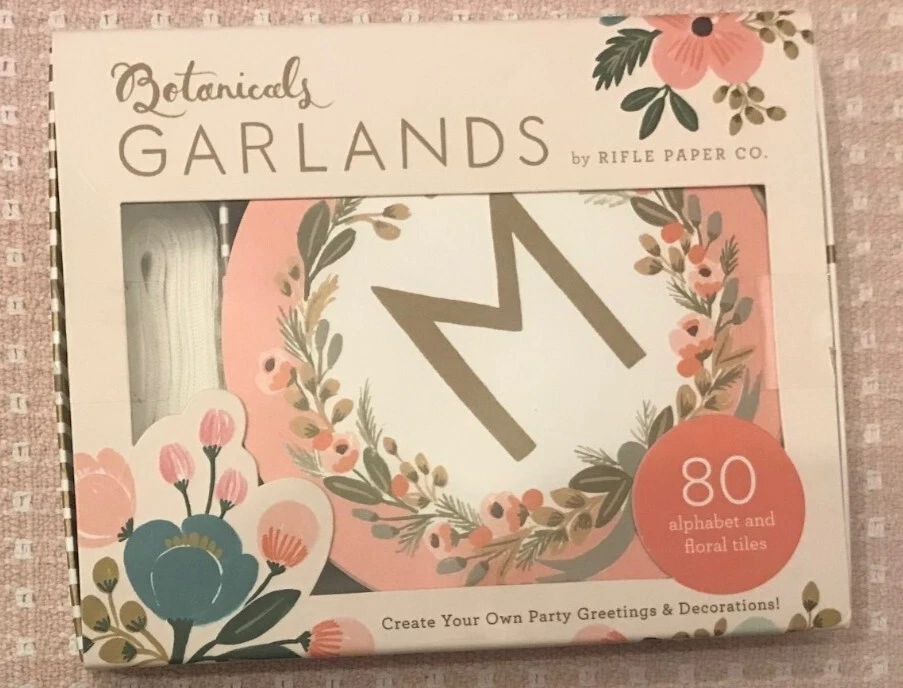 Botanicals
GARLANDS
by RIFLE PAPER CO.
M
80
alphabet and
floral tiles
Create Your Own Party Greetings & Decorations!